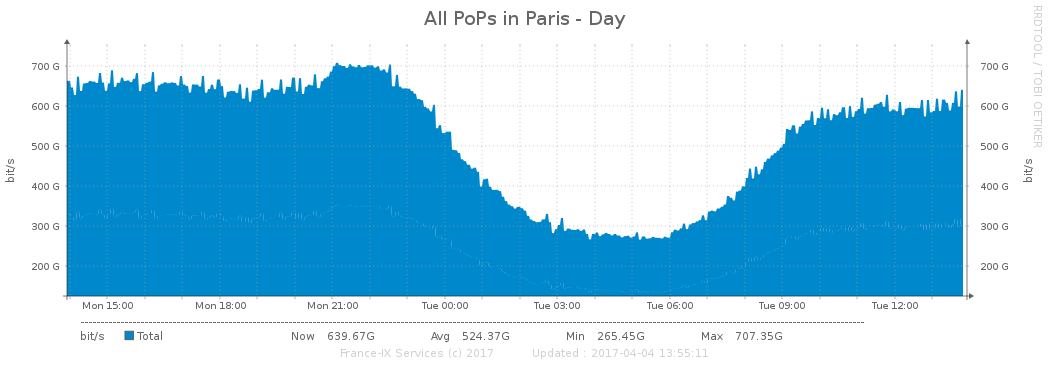 All PoPs in Paris - Day
RRDTOOL / TOBI OETIKER
bit/s
700 G
600 G
500 G
400 G
300 G
200 G
700 G
600 G
500 G
400 G
300 G
200 G
bit/s
Mon 15:00 Mon 18:00 Mon 21:00 Tue 00:00 Tue 03:00 Tue 06:00 Tue 09:00 Tue 12:00
bit/s Total Now 639.67G Avg 524.37G Min 265.45G Max 707.35G
France-IX Services (c) 2017 Updated : 2017-04-04 13:55:11